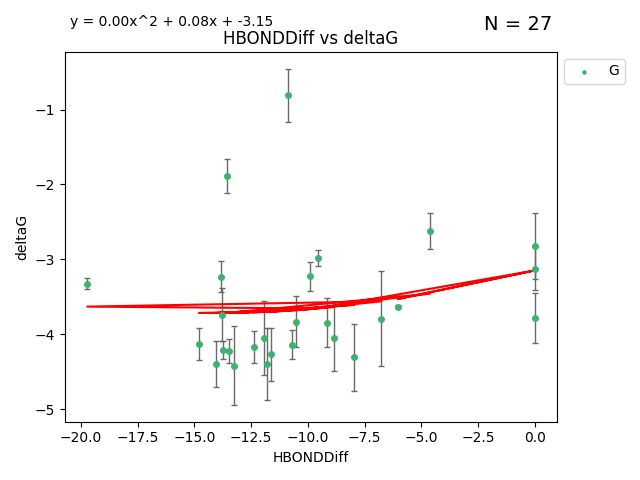 y = 0.00x^2 + 0.08x + -3.15
N = 27
HBONDDiff vs deltaG
G
deltaG
−1
−2
−3
−4
−5
−20.0 −17.5 −15.0 −12.5 −10.0 −7.5 −5.0 −2.5 0.0
HBONDDiff